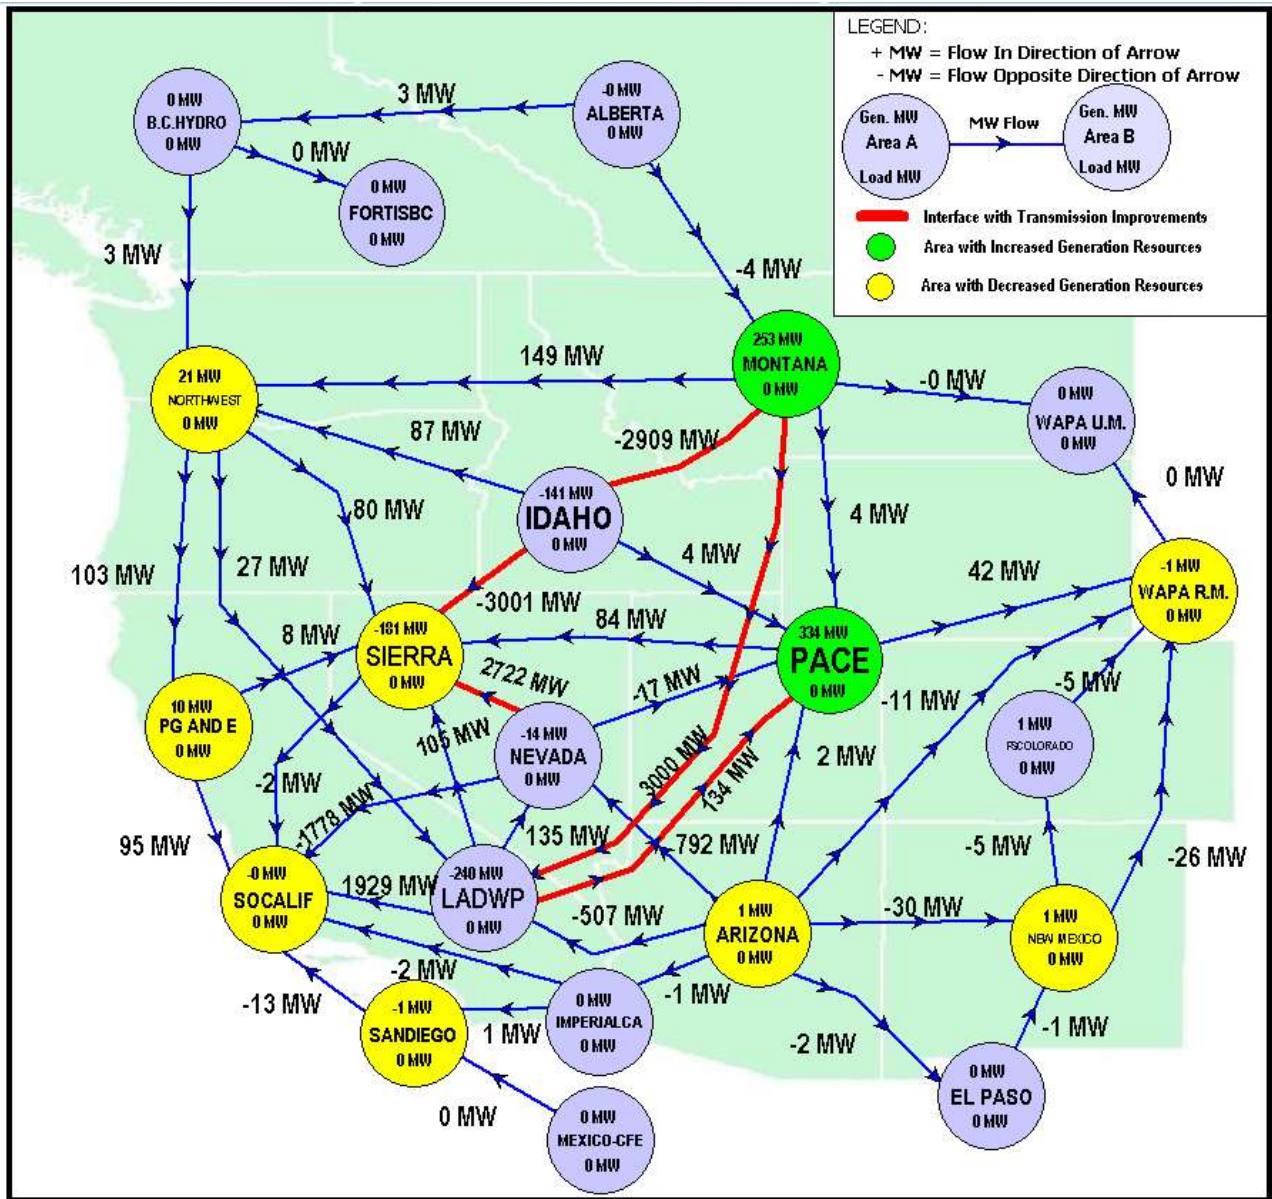 LEGEND:
+ MW = Flow In Direction of Arrow
- MW = Flow Opposite Direction of Arrow
Gen. MW
Area A
Load MW
MW Flow
Gen. MW
Area B
Load MW
Interface with Transmission Improvements
Area with Increased Generation Resources
Area with Decreased Generation Resources
0 MW
B.C.HYDRO
0 MW
3 MW
-0 MW
ALBERTA
0 MW
0 MW
0 MW
FORTISBC
0 MW
3 MW
-4 MW
253 MW
MONTANA
0 MW
149 MW
-0 MW
0 MW
WAPA U.M.
0 MW
21 MW
NORTHWEST
0 MW
87 MW
-2909 MW
0 MW
-141 MW
IDAHO
0 MW
80 MW
4 MW
103 MW
27 MW
4 MW
42 MW
-1 MW
WAPA R.M.
0 MW
-3001 MW
8 MW
84 MW
-181 MW
SIERRA
0 MW
334 MW
PACE
0 MW
2722 MW
-17 MW
-11 MW
-5 MW
10 MW
PG AND E
0 MW
105 MW
-14 MW
NEVADA
0 MW
3000 MW
134 MW
2 MW
1 MW
PSCOLORADO
0 MW
-2 MW
-1778 MW
95 MW
135 MW
-792 MW
-5 MW
-26 MW
-0 MW
SOCALIF
0 MW
1929 MW
-240 MW
LADWP
0 MW
-507 MW
1 MW
ARIZONA
0 MW
-30 MW
1 MW
NEW MEXICO
0 MW
-2 MW
-1 MW
-13 MW
-1 MW
SANDIEGO
0 MW
1 MW
0 MW
IMPERIALCA
0 MW
-2 MW
-1 MW
0 MW
EL PASO
0 MW
0 MW
0 MW
MEXICO-CFE
0 MW